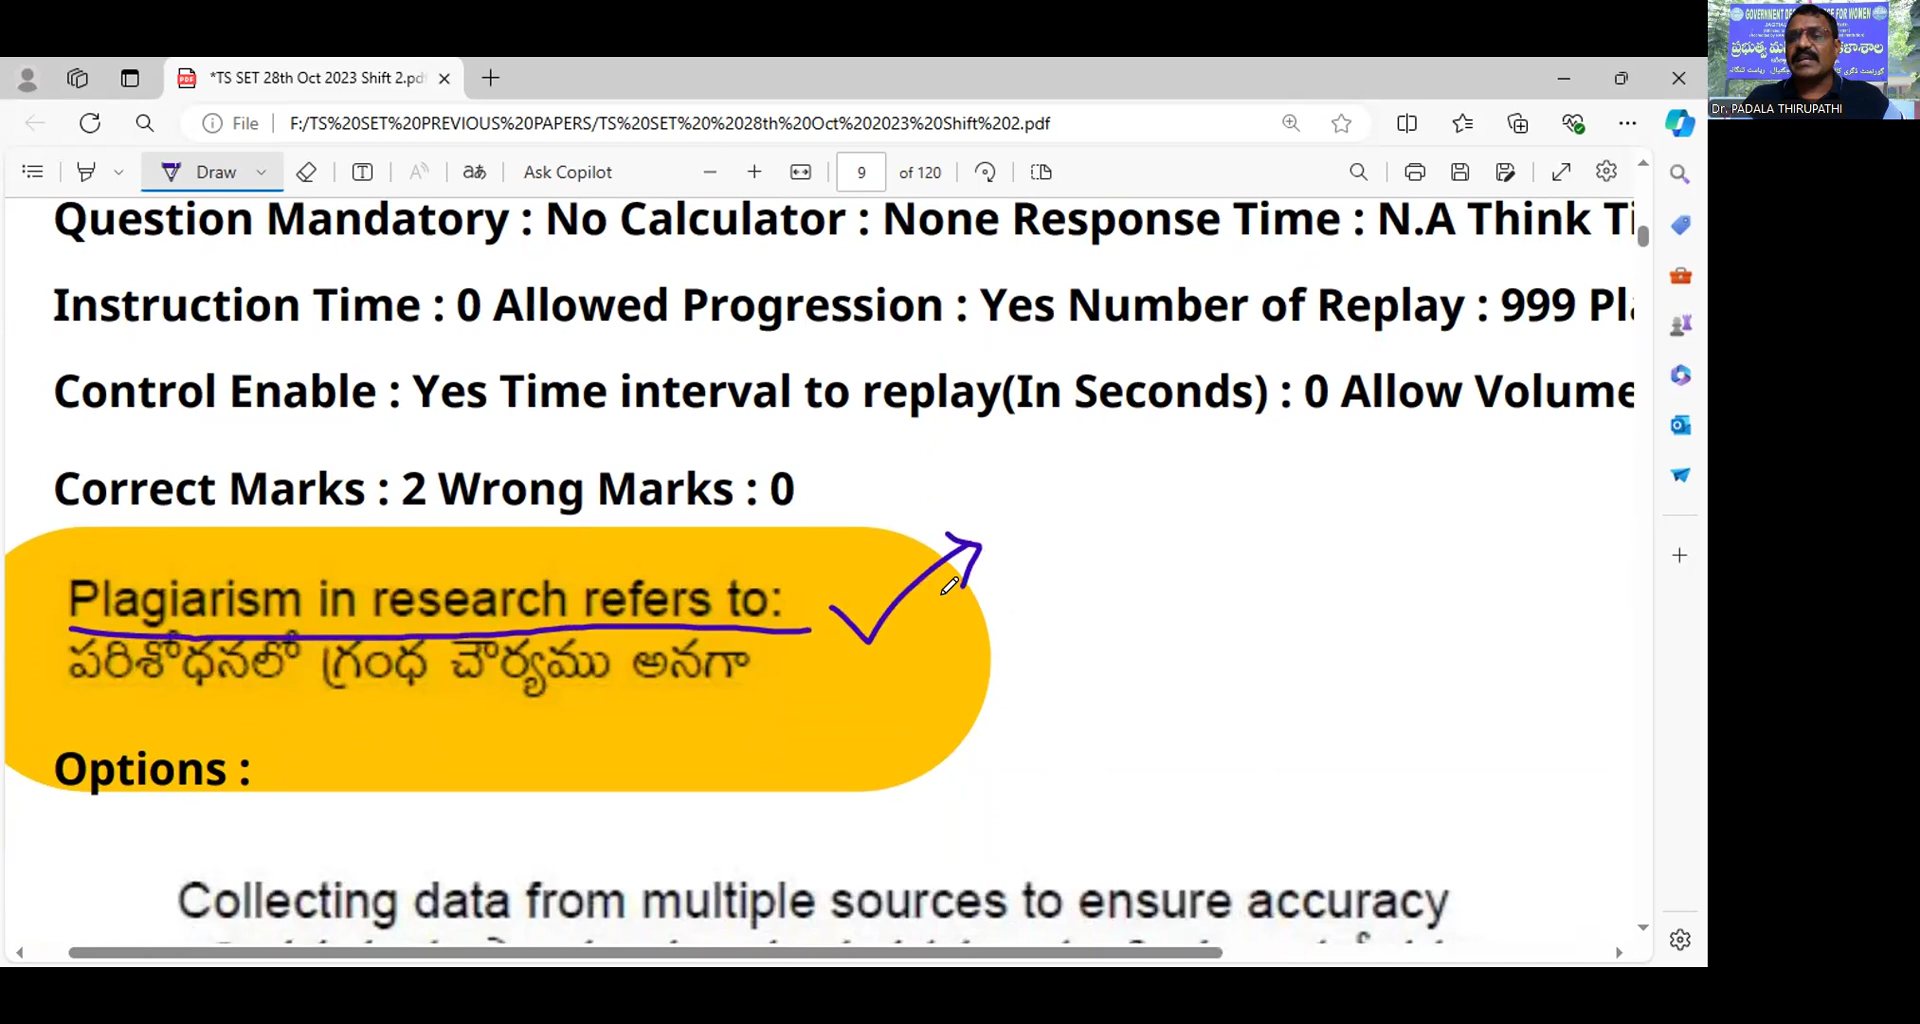 *TS SET 28th Oct 2023 Shift 2.pdf
File
F:/TS%20SET%20PREVIOUS%20PAPERS/TS%20SET%20%2028th%20Oct%202023%20Shift%202.pdf
Draw
Ask Copilot
9 of 120
Question Mandatory : No Calculator : None Response Time : N.A Think Ti
Instruction Time : 0 Allowed Progression : Yes Number of Replay : 999 Pl
Control Enable : Yes Time interval to replay(In Seconds) : 0 Allow Volume
Correct Marks : 2 Wrong Marks : 0
Plagiarism in research refers to:
పరిశోధనలో గ్రంధ చౌర్యము అనగా
Options :
Collecting data from multiple sources to ensure accuracy
Dr. PADALA THIRUPATHI